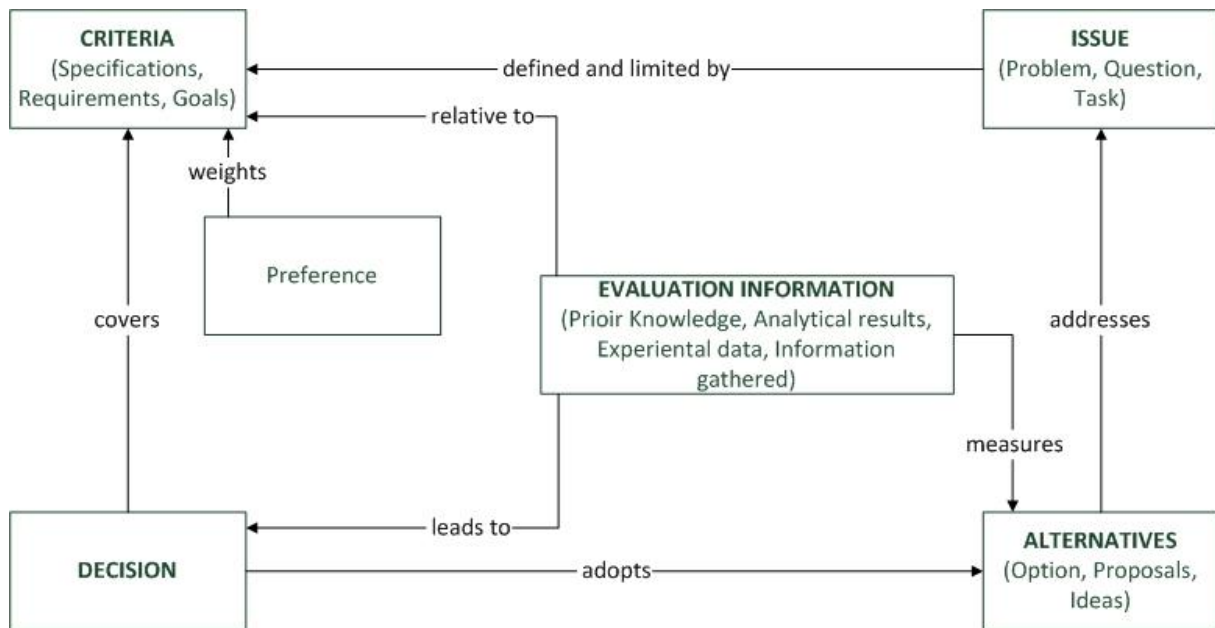 CRITERIA
(Specifications,
Requirements, Goals)
defined and limited by
ISSUE
(Problem, Question,
Task)
relative to
weights
Preference
EVALUATION INFORMATION
(Prioir Knowledge, Analytical results,
Experiental data, Information
gathered)
covers
addresses
measures
leads to
DECISION
adopts
ALTERNATIVES
(Option, Proposals,
Ideas)